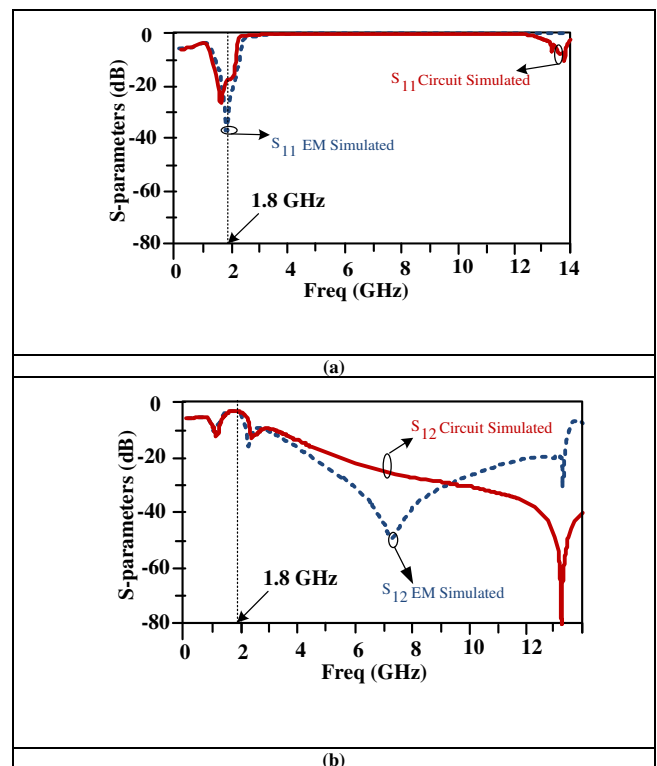 0
-20
-40
-60
-80
S-parameters (dB)
S11 Circuit Simulated
S11 EM Simulated
1.8 GHz
0 2 4 6 8 10 12 14
Freq (GHz)
(a)
0
-20
-40
-60
-80
S-parameters (dB)
S12 Circuit Simulated
S12 EM Simulated
1.8 GHz
0 2 4 6 8 10 12
Freq (GHz)
(b)